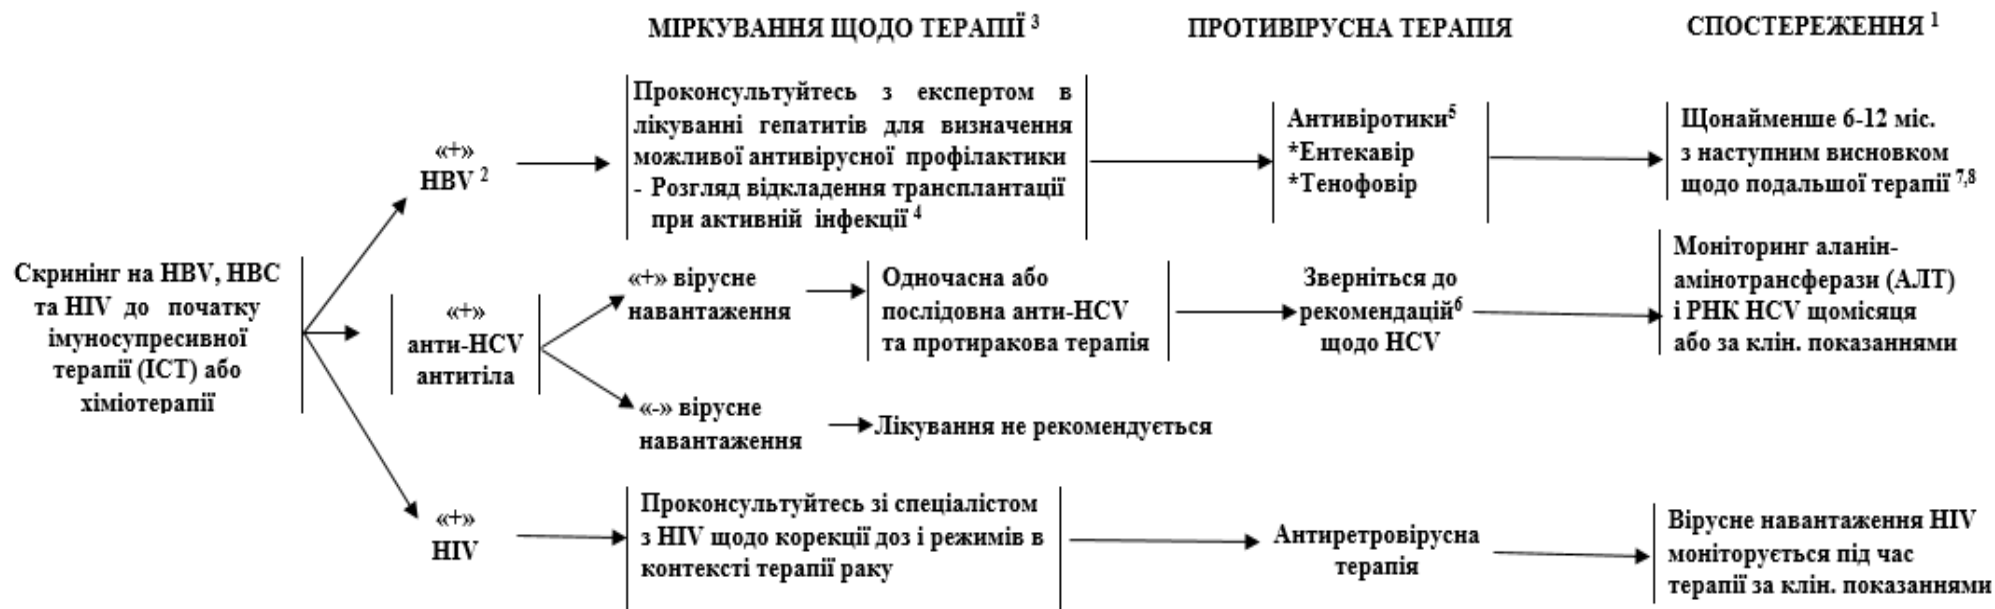 МІРКУВАННЯ ЩОДО ТЕРАПІЇ 3
ПРОТИВІРУСНА ТЕРАПІЯ
СПОСТЕРЕЖЕННЯ 1
Скринінг на HBV, HBC
та HIV до початку
імуносупресивної
терапії (ІСТ) або
хіміотерапії
«+»
HBV 2
Проконсультуйтесь з експертом в
лікуванні гепатитів для визначення
можливої антивірусної профілактики
- Розгляд відкладення трансплантації
при активній інфекції 4
Антивіротики5
*Ентекавір
*Тенофовір
Щонайменше 6-12 міс.
з наступним висновком
щодо подальшої терапії 7,8
«+»
анти-HCV
антитіла
«+» вірусне
навантаження
Одночасна або
послідовна анти-HCV
та протиракова терапія
Зверніться до
рекомендацій6
щодо HCV
Моніторинг аланін-
амінотрансферази (АЛТ)
і РНК HCV щомісяця
або за клін. показаннями
«-» вірусне
навантаження
Лікування не рекомендується
«+»
HIV
Проконсультуйтесь зі спеціалістом
з HIV щодо корекції доз і режимів в
контексті терапії раку
Антиретровірусна
терапія
Вірусне навантаження HIV
моніторується під час
терапії за клін. показаннями